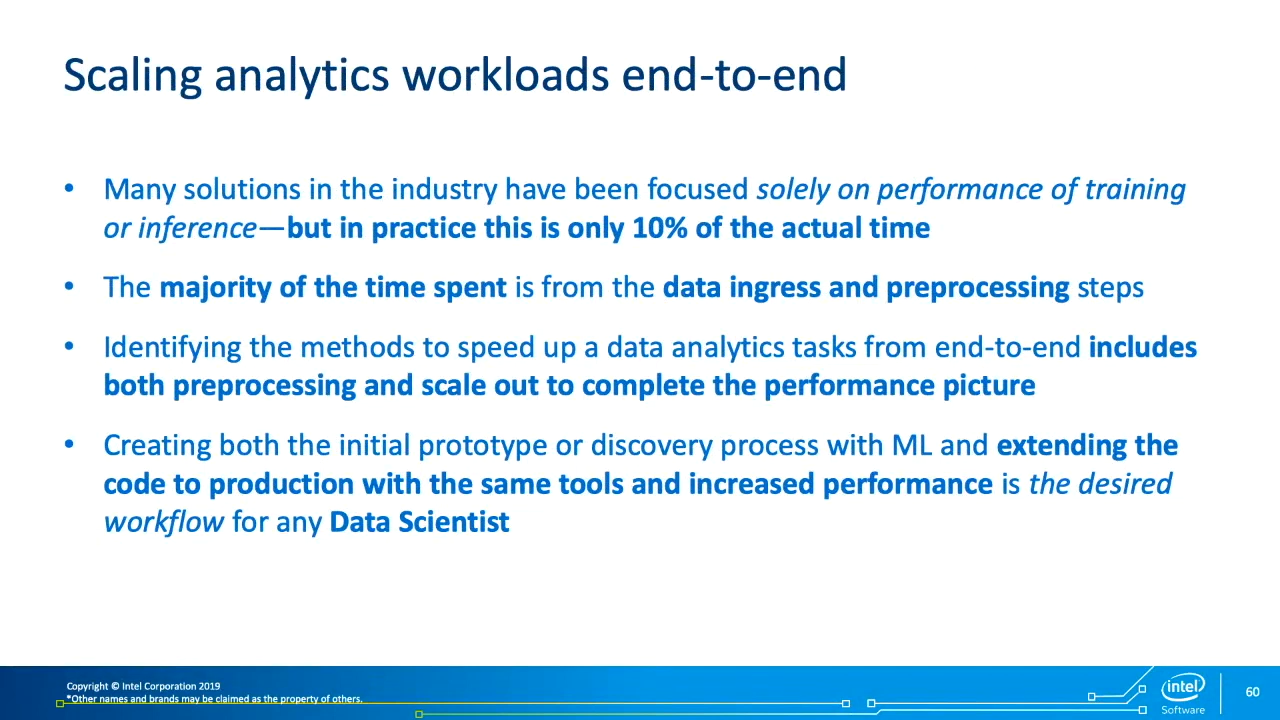 Scaling analytics workloads end-to-end
• Many solutions in the industry have been focused solely on performance of training
or inference—but in practice this is only 10% of the actual time
• The majority of the time spent is from the data ingress and preprocessing steps
• Identifying the methods to speed up a data analytics tasks from end-to-end includes
both preprocessing and scale out to complete the performance picture
• Creating both the initial prototype or discovery process with ML and extending the
code to production with the same tools and increased performance is the desired
workflow for any Data Scientist
Copyright © Intel Corporation 2019
*Other names and brands may be claimed as the property of others.
intel
Software
60